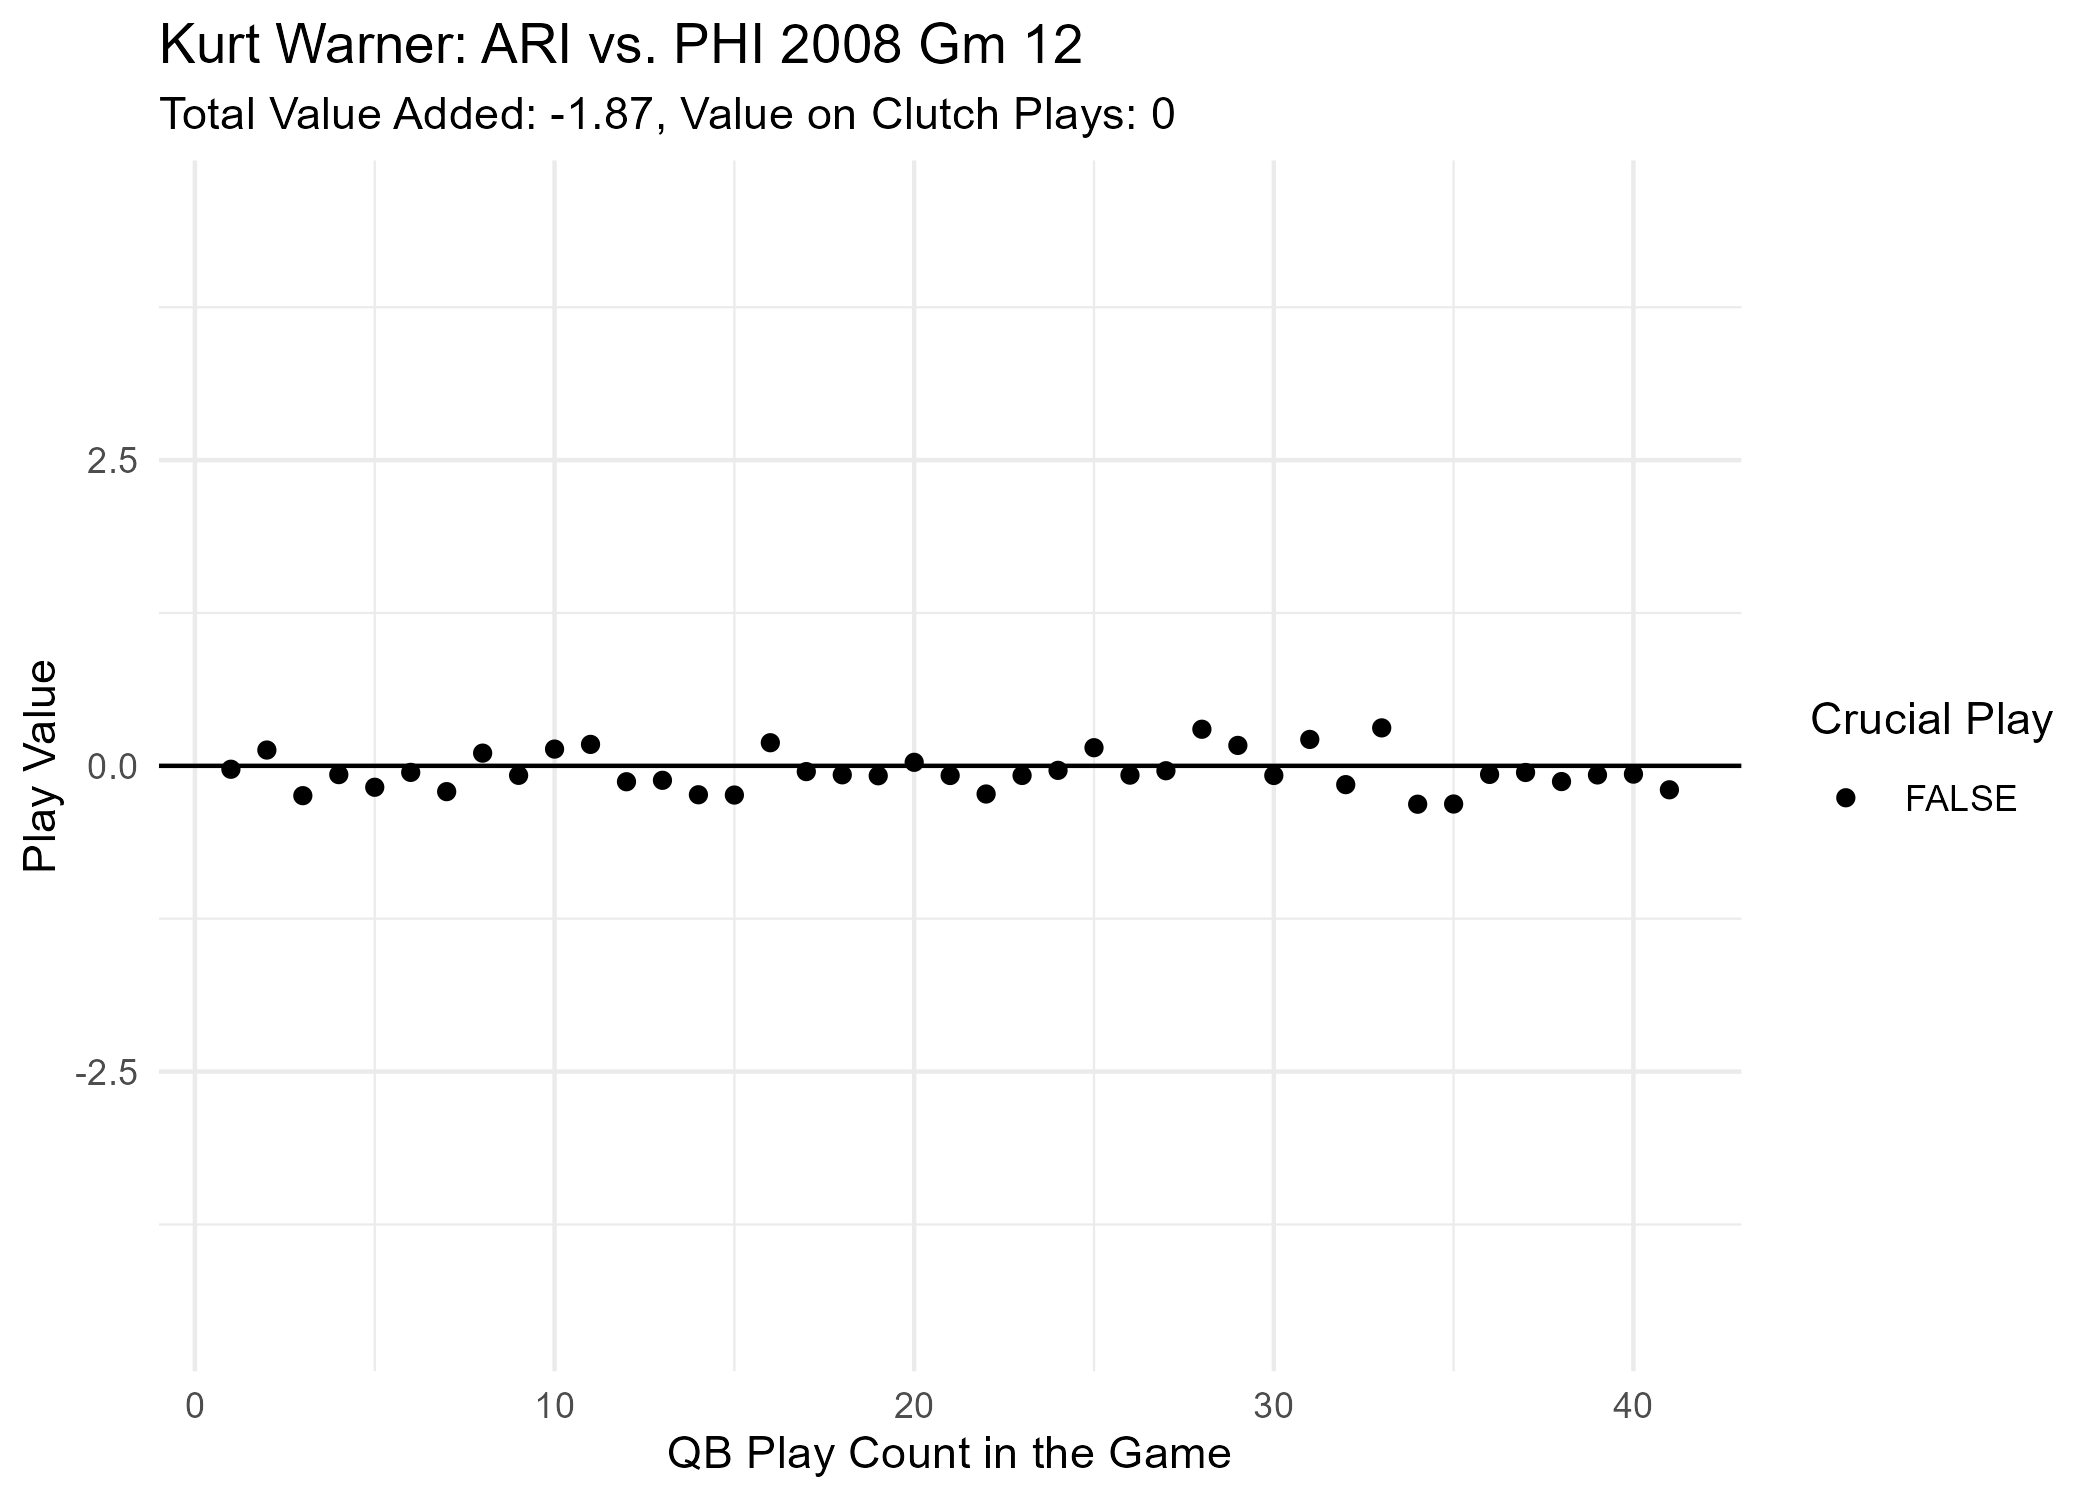 Kurt Warner: ARI vs. PHI 2008 Gm 12
Total Value Added: -1.87, Value on Clutch Plays: 0
Play Value
2.5
0.0
-2.5
0 10 20 30 40
QB Play Count in the Game
Crucial Play
FALSE